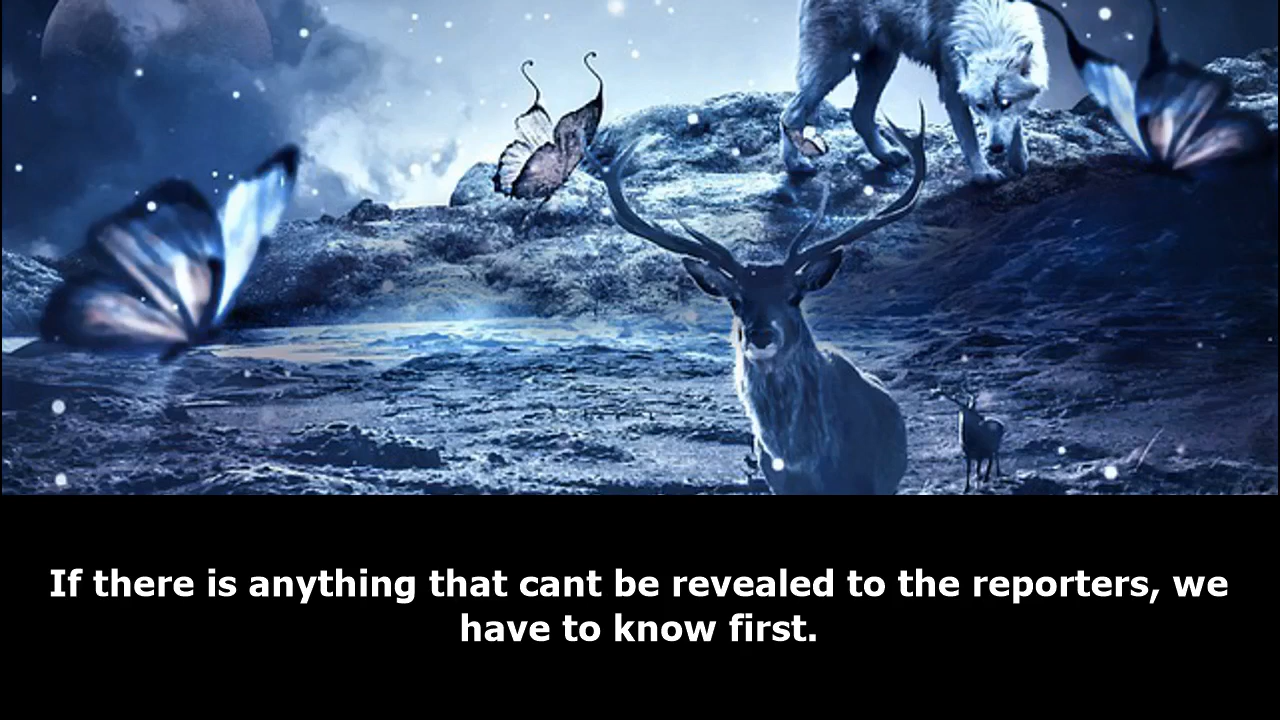 If there is anything that cant be revealed to the reporters, we
have to know first.